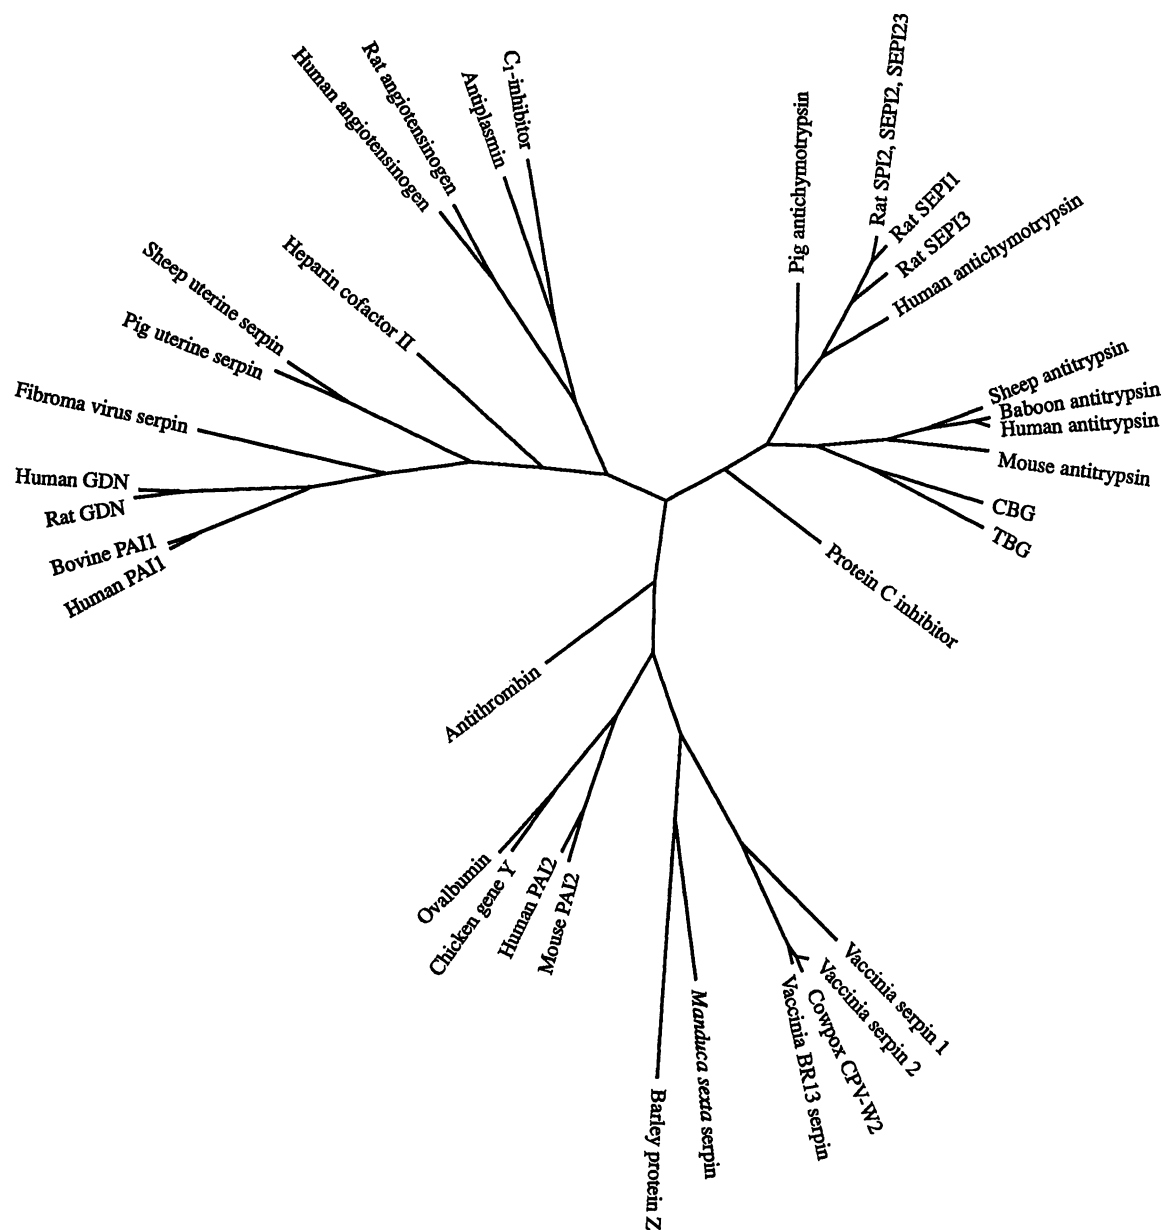 C₁-inhibitor
Antiplasmin
Rat angiotensinogen
Human angiotensinogen
Heparin cofactor II
Sheep uterine serpin
Pig uterine serpin
Fibroma virus serpin
Human GDN
Rat GDN
Bovine PAI1
Human PAI1
Pig antichymotrypsin
Rat SPI2, SEPI2, SEPI23
Rat SEPI1
Rat SEPI3
Human antichymotrypsin
Sheep antitrypsin
Baboon antitrypsin
Human antitrypsin
Mouse antitrypsin
CBG
TBG
Protein C inhibitor
Antithrombin
Ovalbumin
Chicken gene Y
Human PAI2
Mouse PAI2
Barley protein Z
Manduca sexta serpin
Vaccinia BR13 serpin
Cowpox CPV-W2
Vaccinia serpin 2
Vaccinia serpin 1